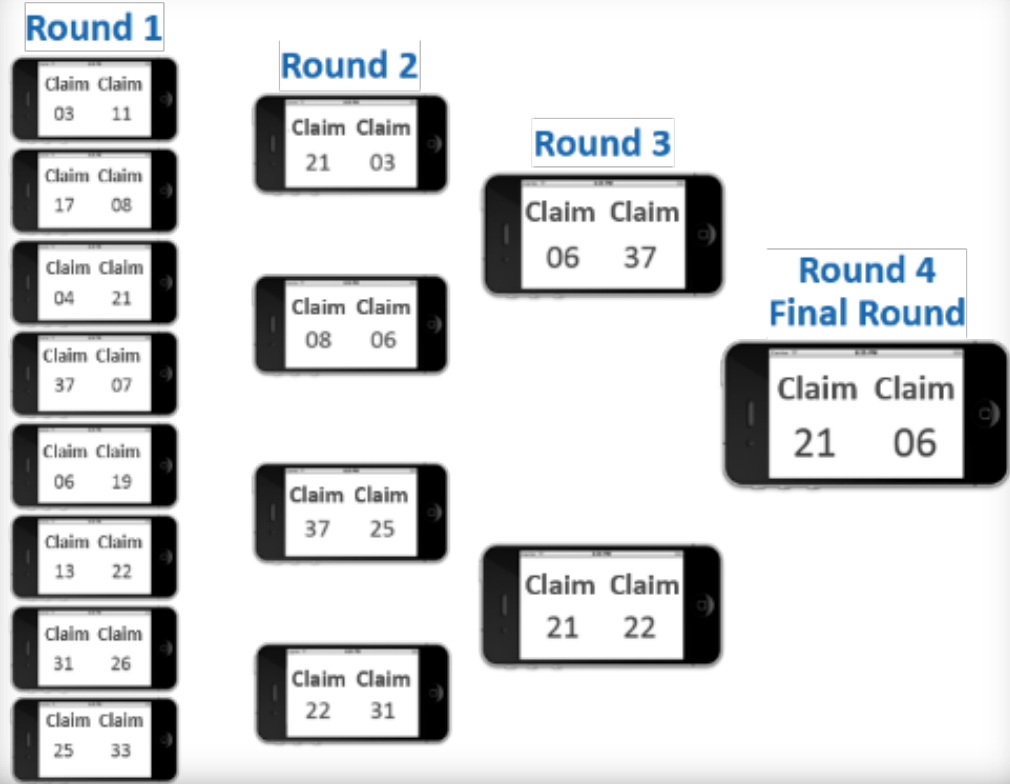 Round 1
Claim Claim
03 11
Claim Claim
17 08
Claim Claim
04 21
Claim Claim
37 07
Claim Claim
06 19
Claim Claim
13 22
Claim Claim
31 26
Claim Claim
25 33
Round 2
Claim Claim
21 03
Claim Claim
08 06
Claim Claim
37 25
Claim Claim
22 31
Round 3
Claim Claim
06 37
Claim Claim
21 22
Round 4
Final Round
Claim Claim
21 06